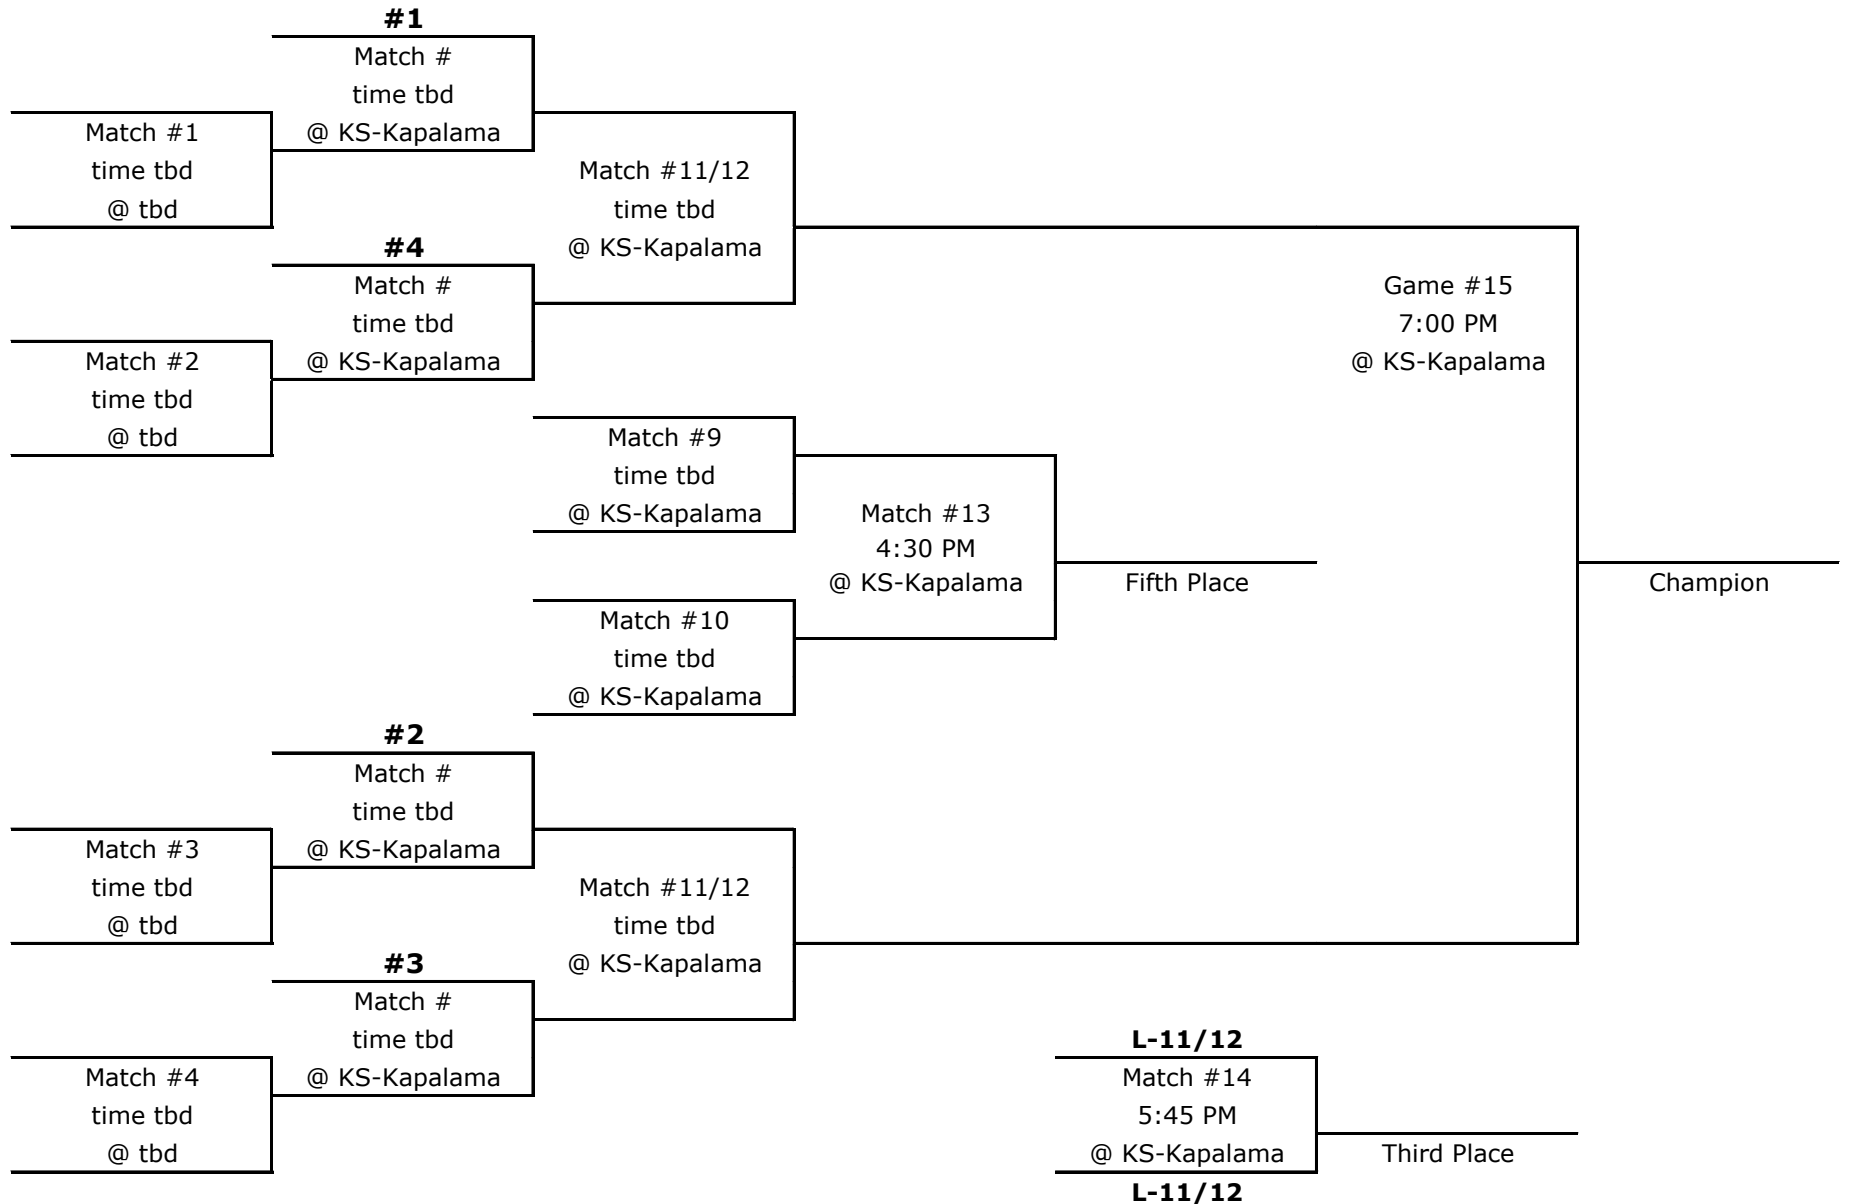 #1
Match #
time tbd
@ KS-Kapalama
Match #1
time tbd
@ tbd
Match #11/12
time tbd
@ KS-Kapalama
#4
Match #
time tbd
@ KS-Kapalama
Match #2
time tbd
@ tbd
Game #15
7:00 PM
@ KS-Kapalama
Match #9
time tbd
@ KS-Kapalama
Match #13
4:30 PM
@ KS-Kapalama
Fifth Place
Champion
Match #10
time tbd
@ KS-Kapalama
#2
Match #
time tbd
@ KS-Kapalama
Match #3
time tbd
@ tbd
Match #11/12
time tbd
@ KS-Kapalama
#3
Match #
time tbd
@ KS-Kapalama
Match #4
time tbd
@ tbd
L-11/12
Match #14
5:45 PM
@ KS-Kapalama
Third Place
L-11/12